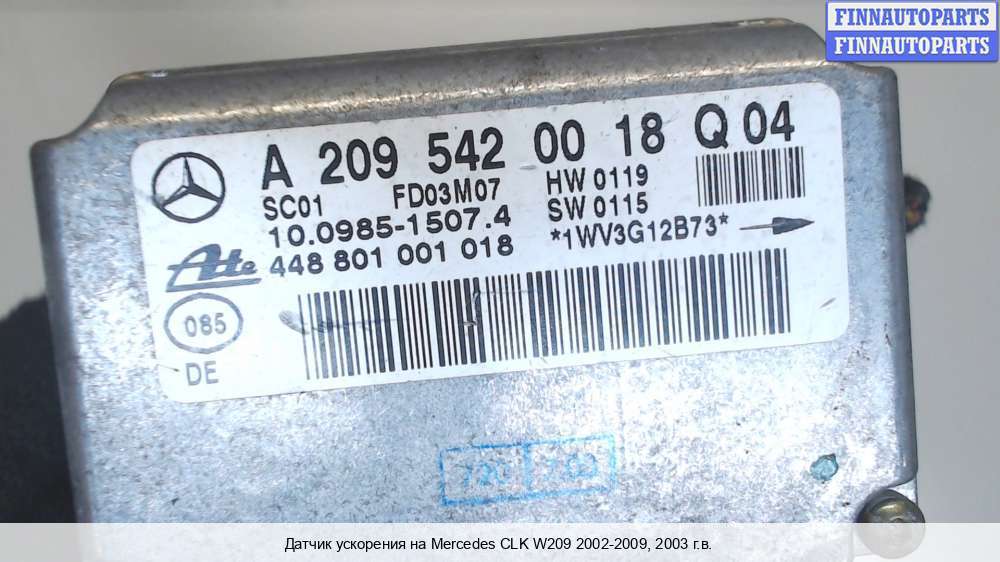 FINNAUTOPARTS
FINNAUTOPARTS
A 209 542 00 18 Q 04
SC01 FD03M07 HW 0119
SW 0115
10.0985-1507.4
*1WV3G12B73*
Ate 448 801 001 018
085
DE
Датчик ускорения на Mercedes CLK W209 2002-2009, 2003 г.в.